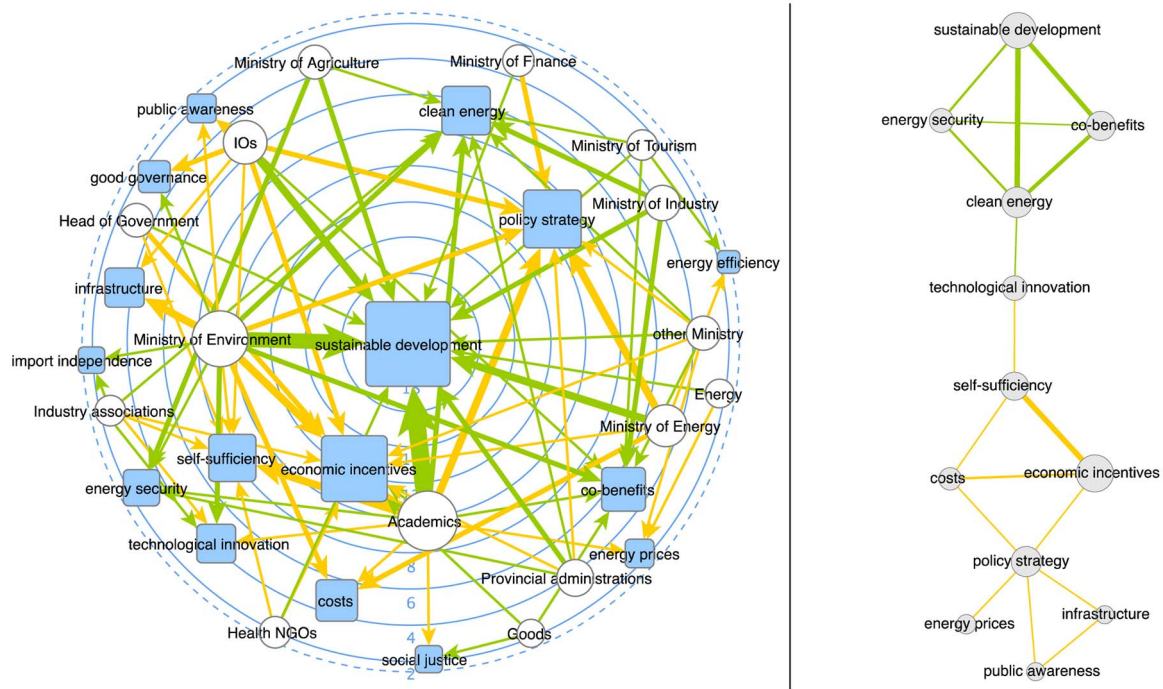 Ministry of Agriculture
Ministry of Finance
public awareness
clean energy
IOs
Ministry of Tourism
good governance
Ministry of Industry
Head of Government
policy strategy
energy efficiency
infrastructure
Ministry of Environment
sustainable development
other Ministry
import independence
Energy
Industry associations
Ministry of Energy
self-sufficiency
economic incentives
energy security
co-benefits
Academics
technological innovation
energy prices
8
Provincial administrations
costs
6
Health NGOs
4
Goods
social justice
2
sustainable development
energy security
co-benefits
clean energy
technological innovation
self-sufficiency
costs
economic incentives
policy strategy
infrastructure
energy prices
public awareness